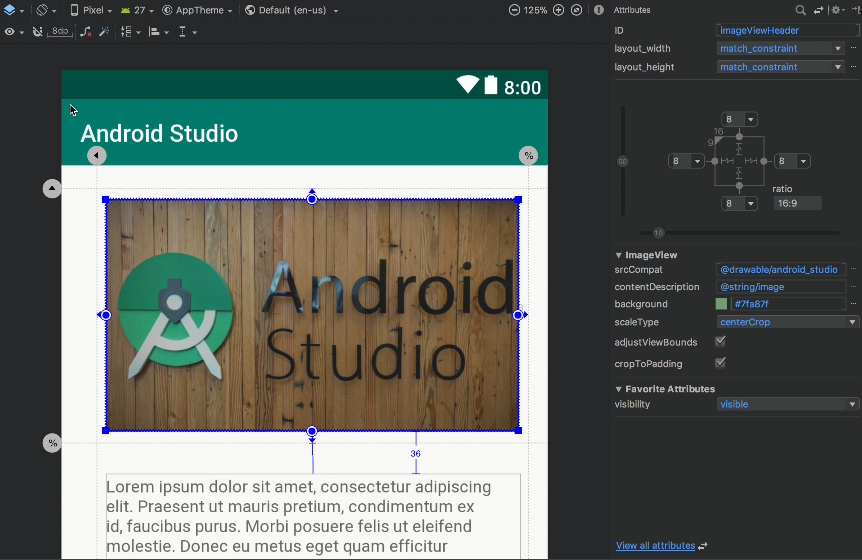 Pixel
27
AppTheme
Default (en-us)
125%
8dp
8:00
Android Studio
%
Android
Studio
%
36
Lorem ipsum dolor sit amet, consectetur adipiscing
elit. Praesent ut mauris pretium, condimentum ex
id, faucibus purus. Morbi posuere felis ut eleifend
molestie. Donec eu metus eget quam efficitur
Attributes
ID imageViewHeader
layout_width match_constraint
layout_height match_constraint
8
16
9
50
8
8
ratio
8
16:9
ImageView
srcCompat @drawable/android_studio
contentDescription @string/image
background #7fa87f
scaleType centerCrop
adjustViewBounds
cropToPadding
Favorite Attributes
visibility visible
View all attributes